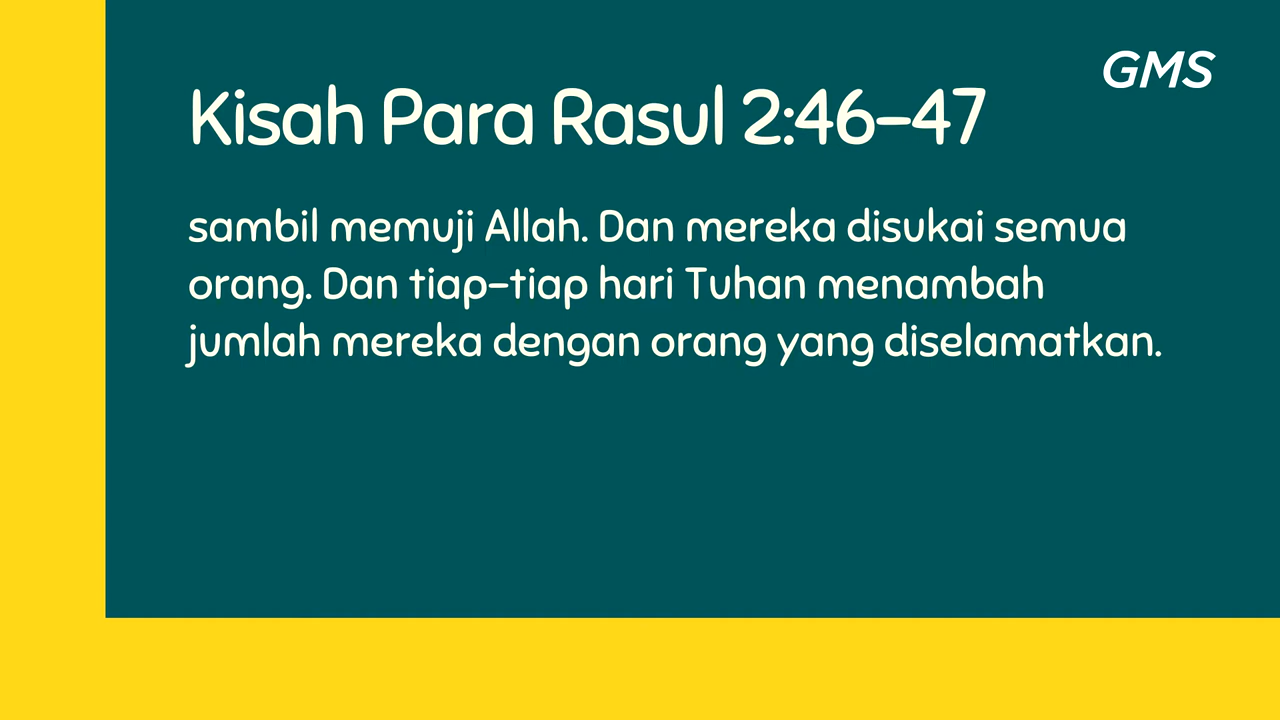 GMS
Kisah Para Rasul 2:46-47
sambil memuji Allah. Dan mereka disukai semua
orang. Dan tiap-tiap hari Tuhan menambah
jumlah mereka dengan orang yang diselamatkan.